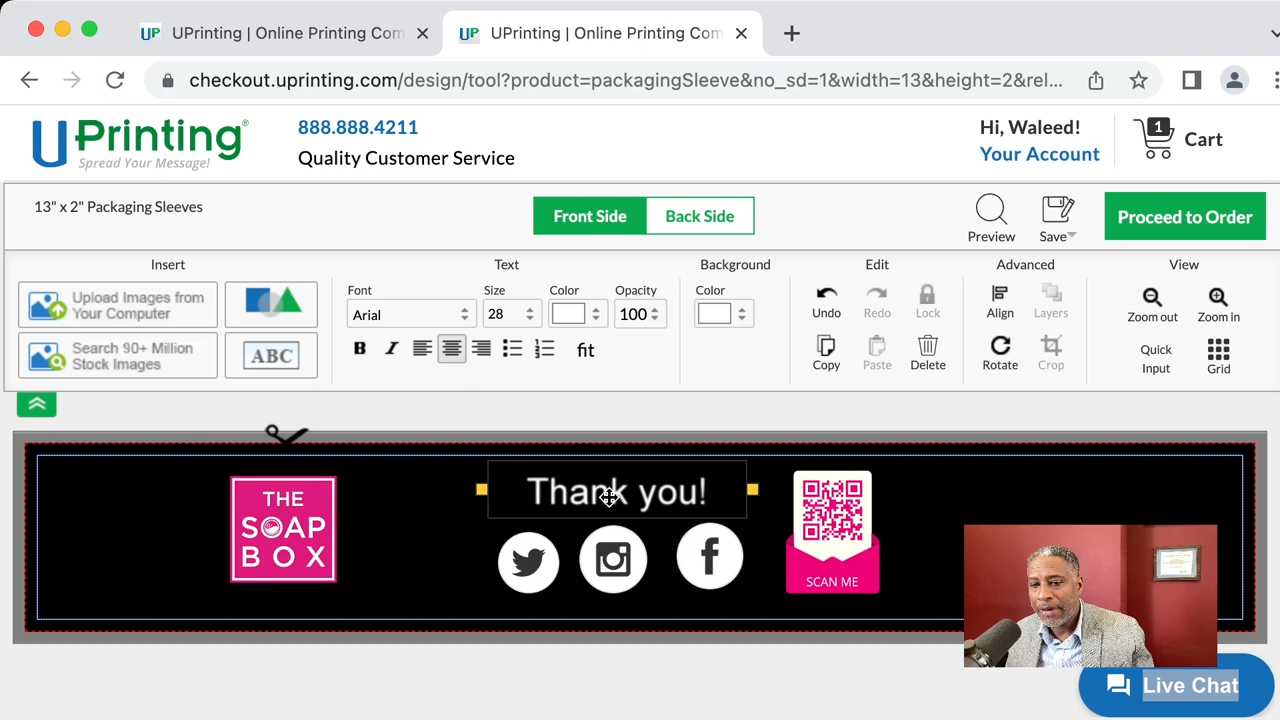 UPrinting | Online Printing Com
UPrinting | Online Printing Com
checkout.uprinting.com/design/tool?product=packagingSleeve&no_sd=1&width=13&height=2&rel...
UPrinting®
Spread Your Message!
888.888.4211
Quality Customer Service
Hi, Waleed!
Your Account
1
Cart
13" x 2" Packaging Sleeves
Front Side
Back Side
Preview
Save
Proceed to Order
Insert
Text
Background
Edit
Advanced
View
Upload Images from
Your Computer
Search 90+ Million
Stock Images
ABC
Font
Size
Color
Opacity
Arial
28
100
B
I
fit
Color
Undo
Redo
Lock
Copy
Paste
Delete
Align
Layers
Rotate
Crop
Zoom out
Zoom in
Quick
Input
Grid
THE
SOAP
BOX
Thank you!
SCAN ME
Live Chat